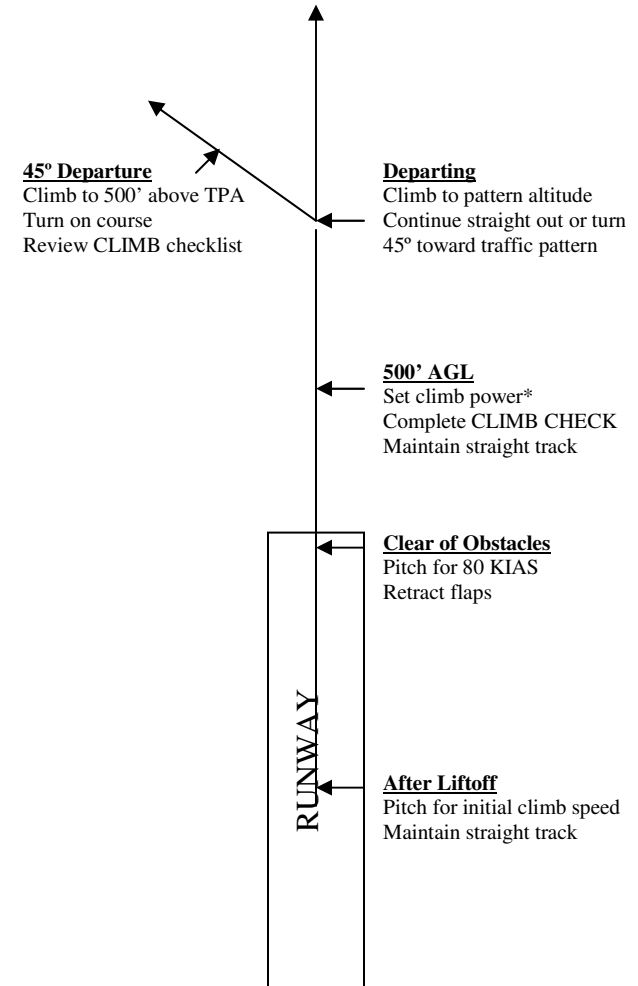 45º Departure
Climb to 500’ above TPA
Turn on course
Review CLIMB checklist
Departing
Climb to pattern altitude
Continue straight out or turn
45º toward traffic pattern
500’ AGL
Set climb power*
Complete CLIMB CHECK
Maintain straight track
Clear of Obstacles
Pitch for 80 KIAS
Retract flaps
RUNWAY
After Liftoff
Pitch for initial climb speed
Maintain straight track